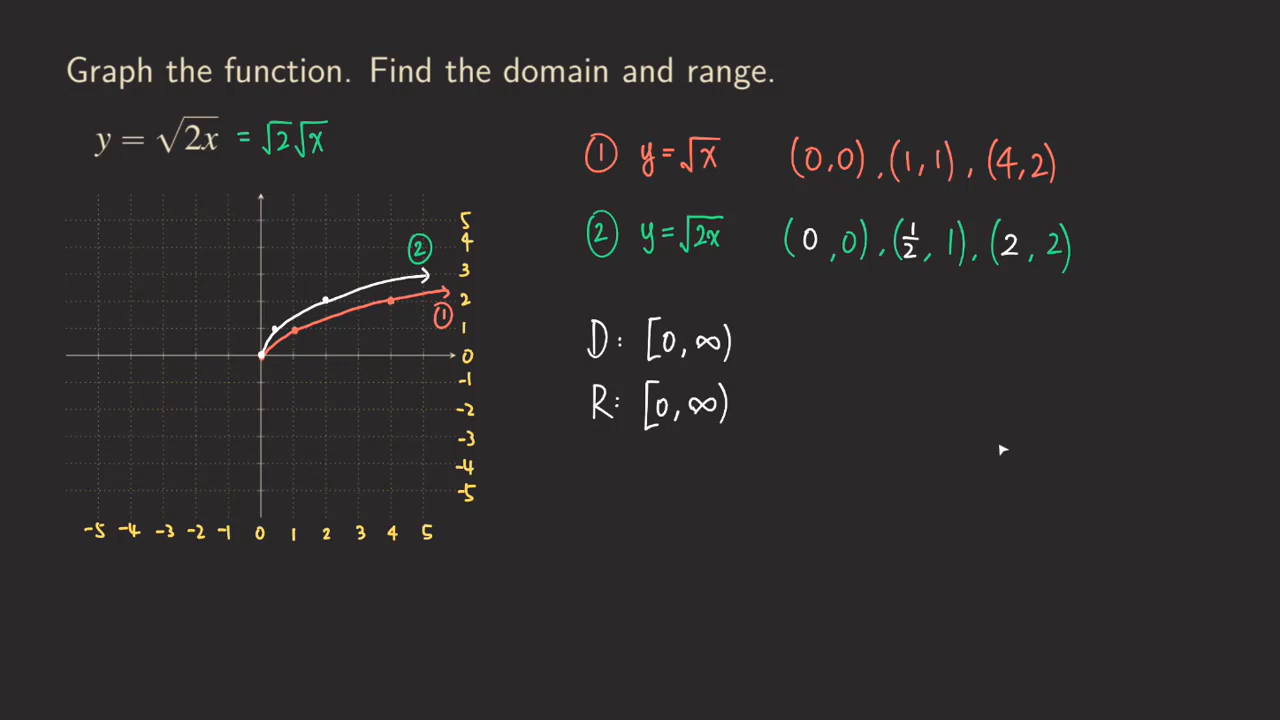 Graph the function. Find the domain and range.
y = √2x = √2√x
① y=√x (0,0), (1,1), (4,2)
② y=√2x (0,0), (1/2,1), (2,2)
D: [0,∞)
R: [0,∞)
②
①
5
4
3
2
1
0
-1
-2
-3
-4
-5
-5 -4 -3 -2 -1 0 1 2 3 4 5